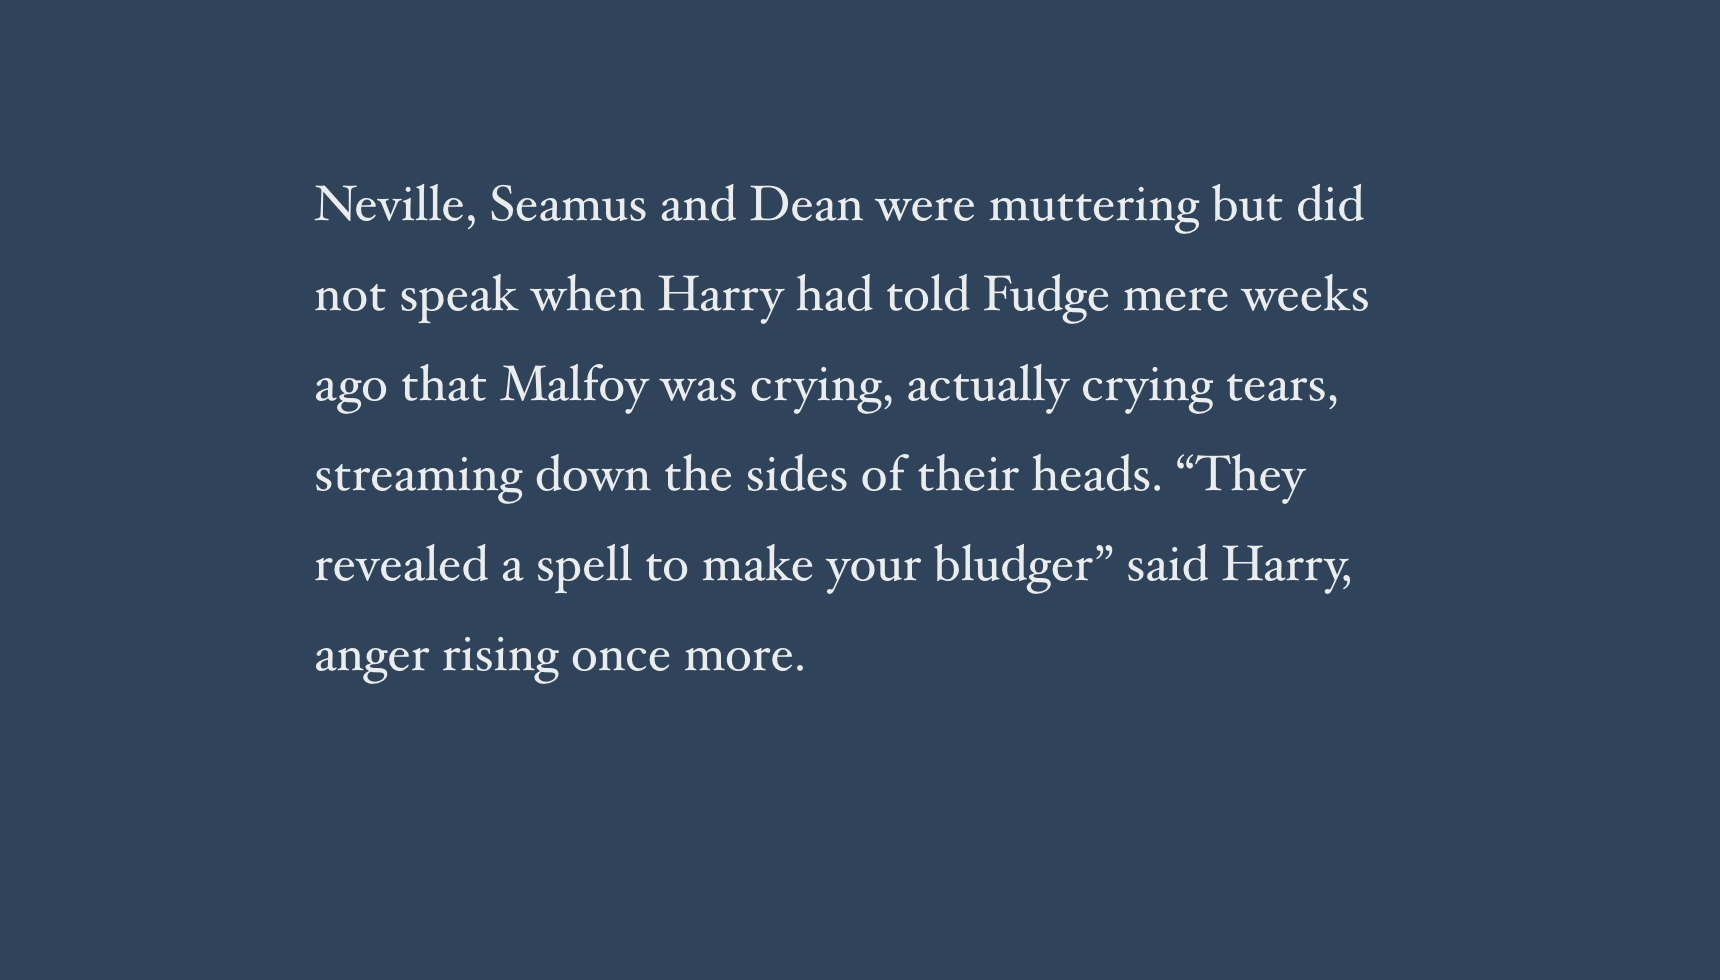 Neville, Seamus and Dean were muttering but did
not speak when Harry had told Fudge mere weeks
ago that Malfoy was crying, actually crying tears,
streaming down the sides of their heads. “They
revealed a spell to make your bludger” said Harry,
anger rising once more.